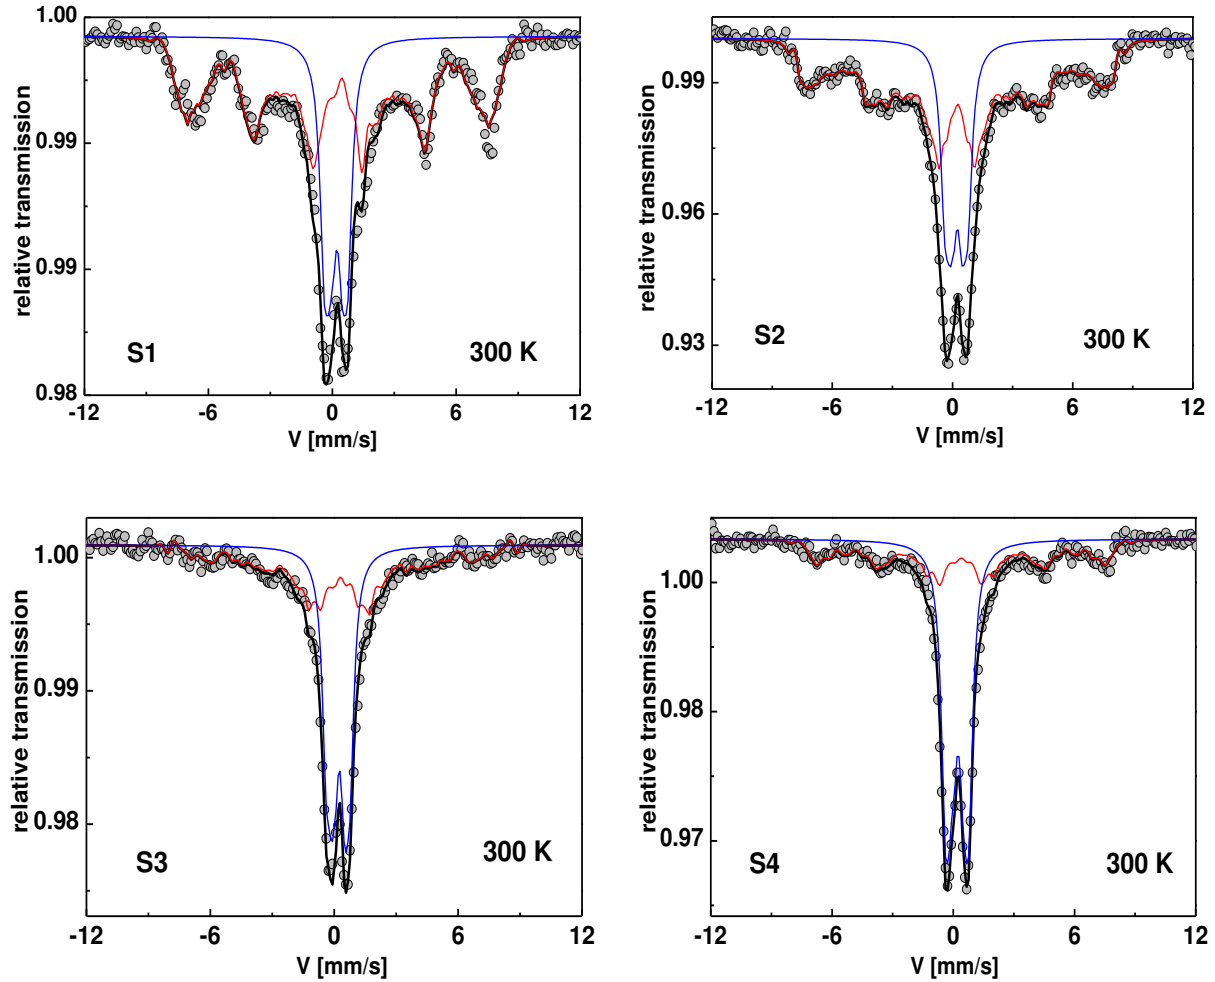 1.00
0.99
0.99
0.98
relative transmission
S1
300 K
-12 -6 0 6 12
V [mm/s]
0.99
0.96
0.93
relative transmission
S2
300 K
-12 -6 0 6 12
V [mm/s]
1.00
0.99
0.98
relative transmission
S3
300 K
-12 -6 0 6 12
V [mm/s]
1.00
0.98
0.97
relative transmission
S4
300 K
-12 -6 0 6 12
V [mm/s]